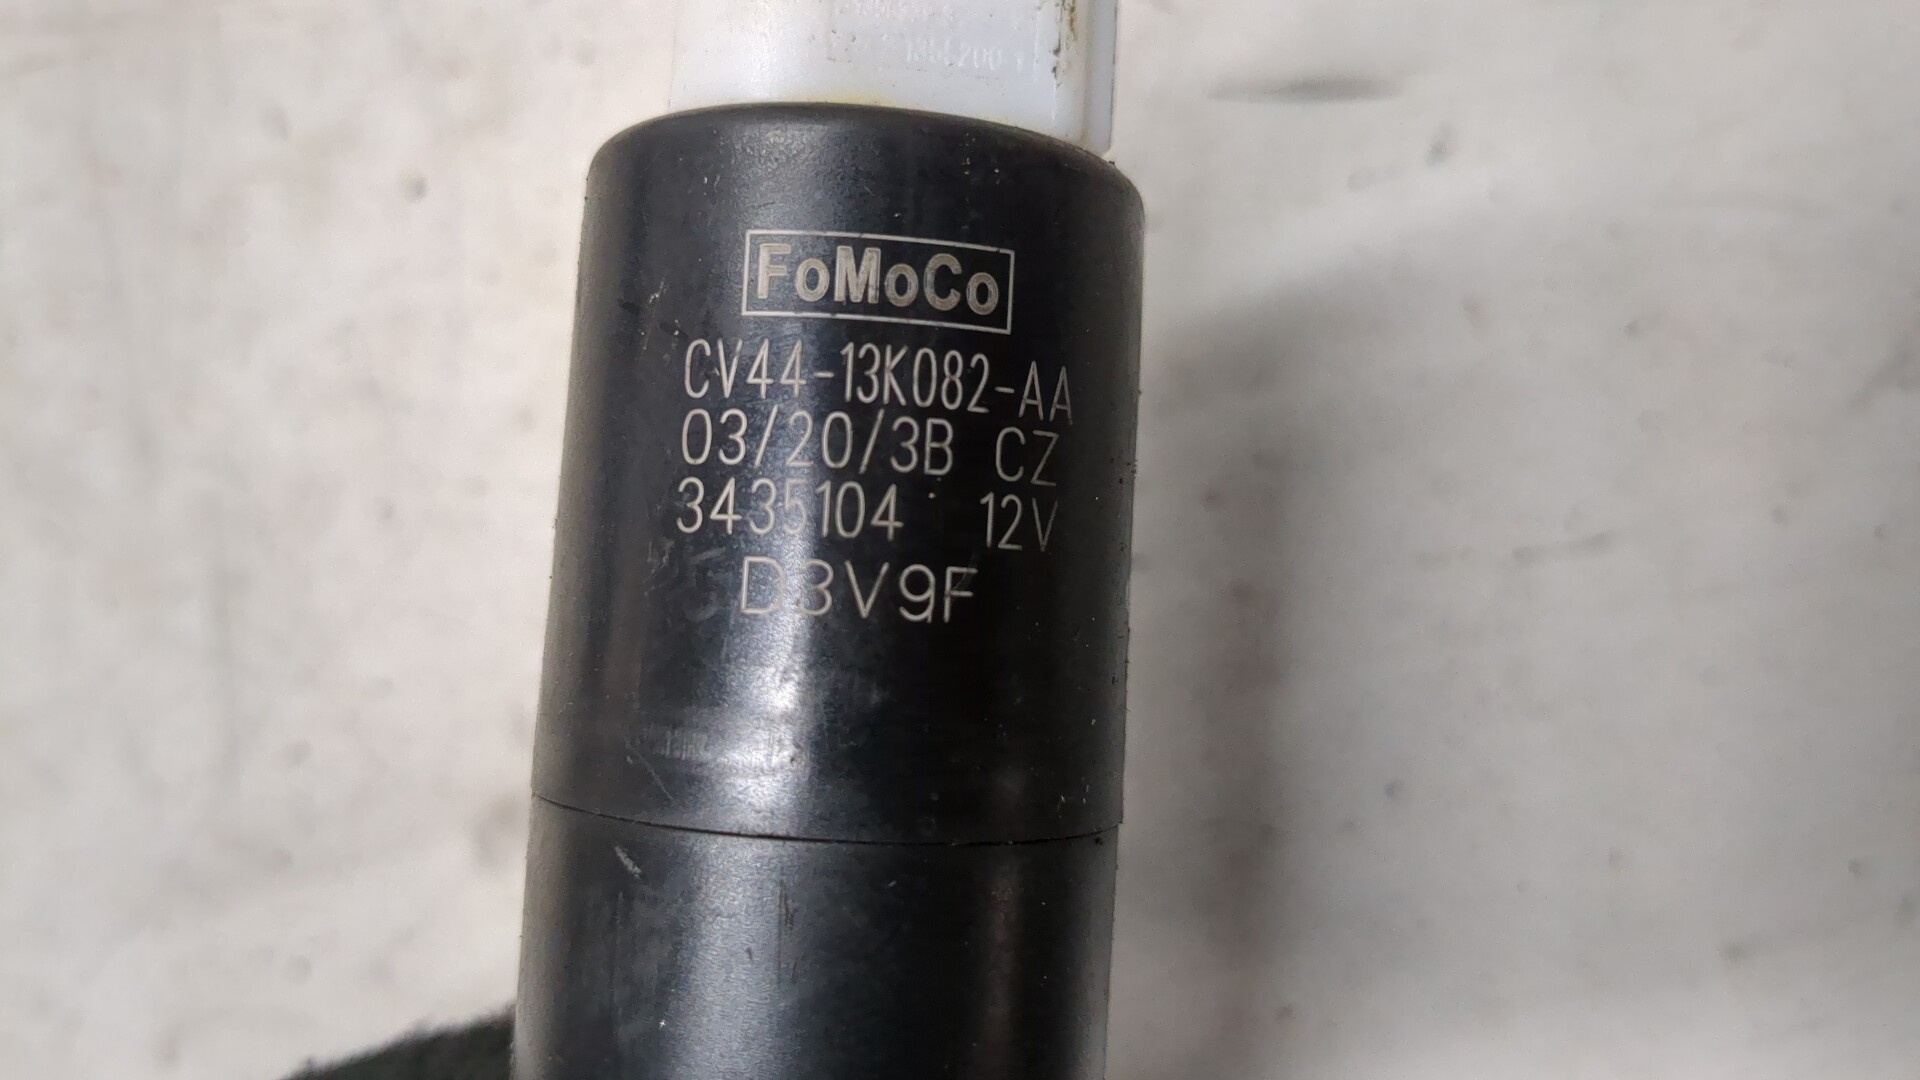 FoMoCo
CV44-13K082-AA
03/20/3B CZ
3435104 12V
D3V9F